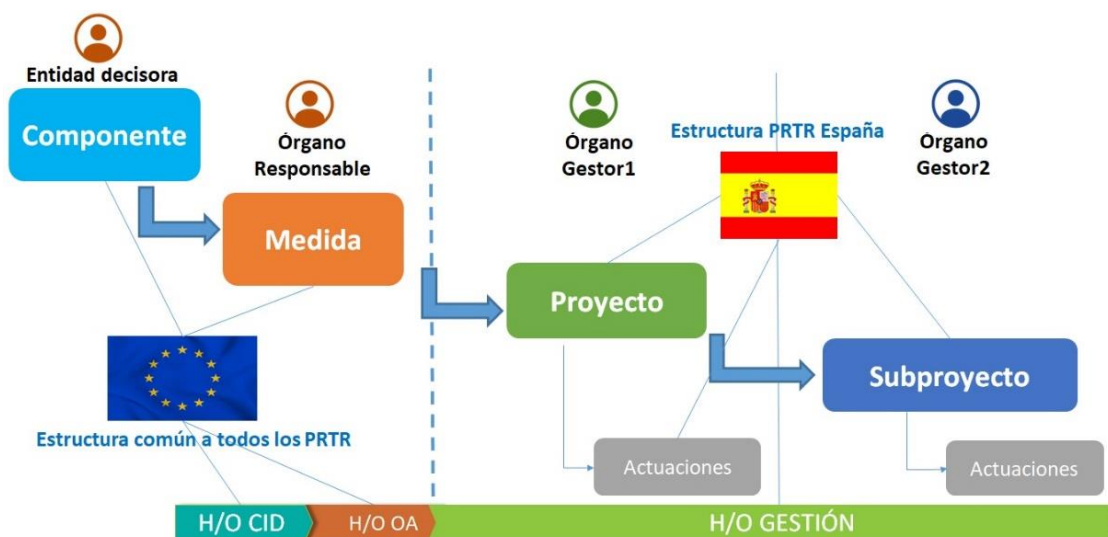 Entidad decisora
Componente
Órgano
Responsable
Medida
Estructura común a todos los PRTR
Órgano
Gestor1
Estructura PRTR España
Órgano
Gestor2
Proyecto
Subproyecto
Actuaciones
Actuaciones
H/O CID
H/O OA
H/O GESTIÓN